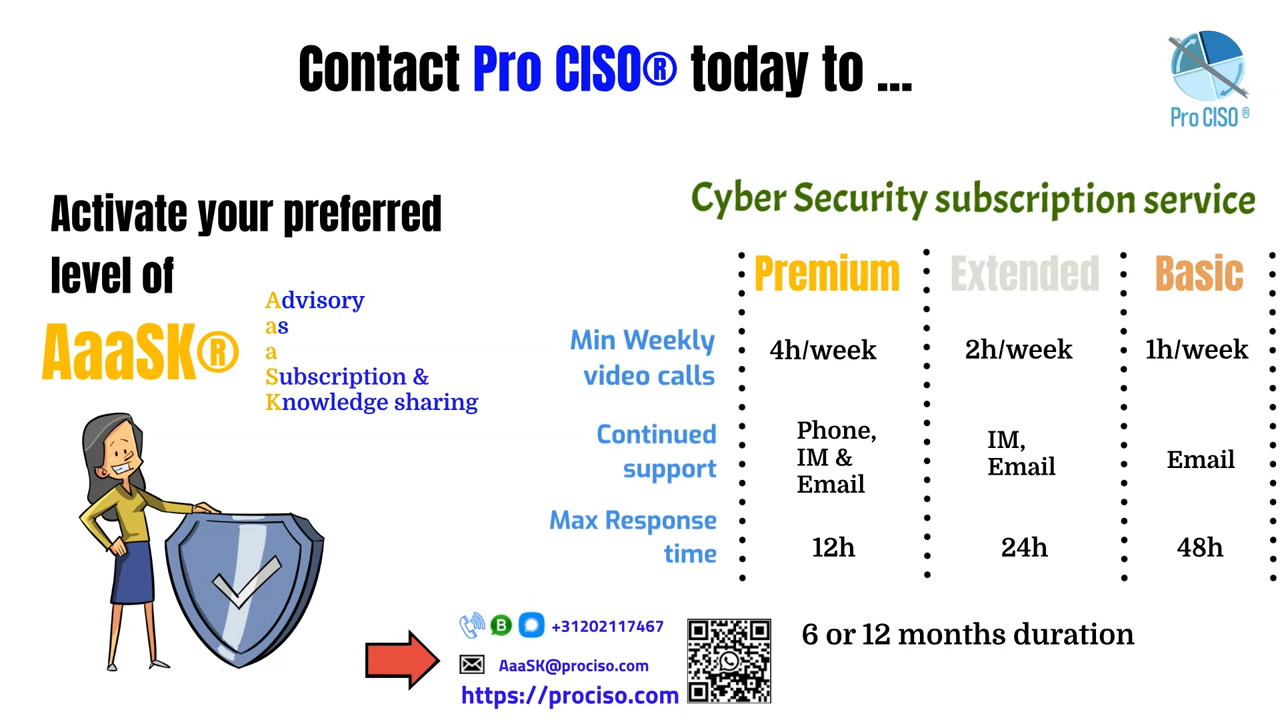 Contact Pro CISO® today to ...
Pro CISO ®
Activate your preferred
level of
AaaSK®
Advisory
as
a
Subscription &
Knowledge sharing
Cyber Security subscription service
Premium Extended Basic
Min Weekly
video calls
4h/week 2h/week 1h/week
Continued
support
Phone,
IM &
Email
IM,
Email
Email
Max Response
time
12h 24h 48h
B +31202117467
AaaSK@prociso.com
https://prociso.com
6 or 12 months duration